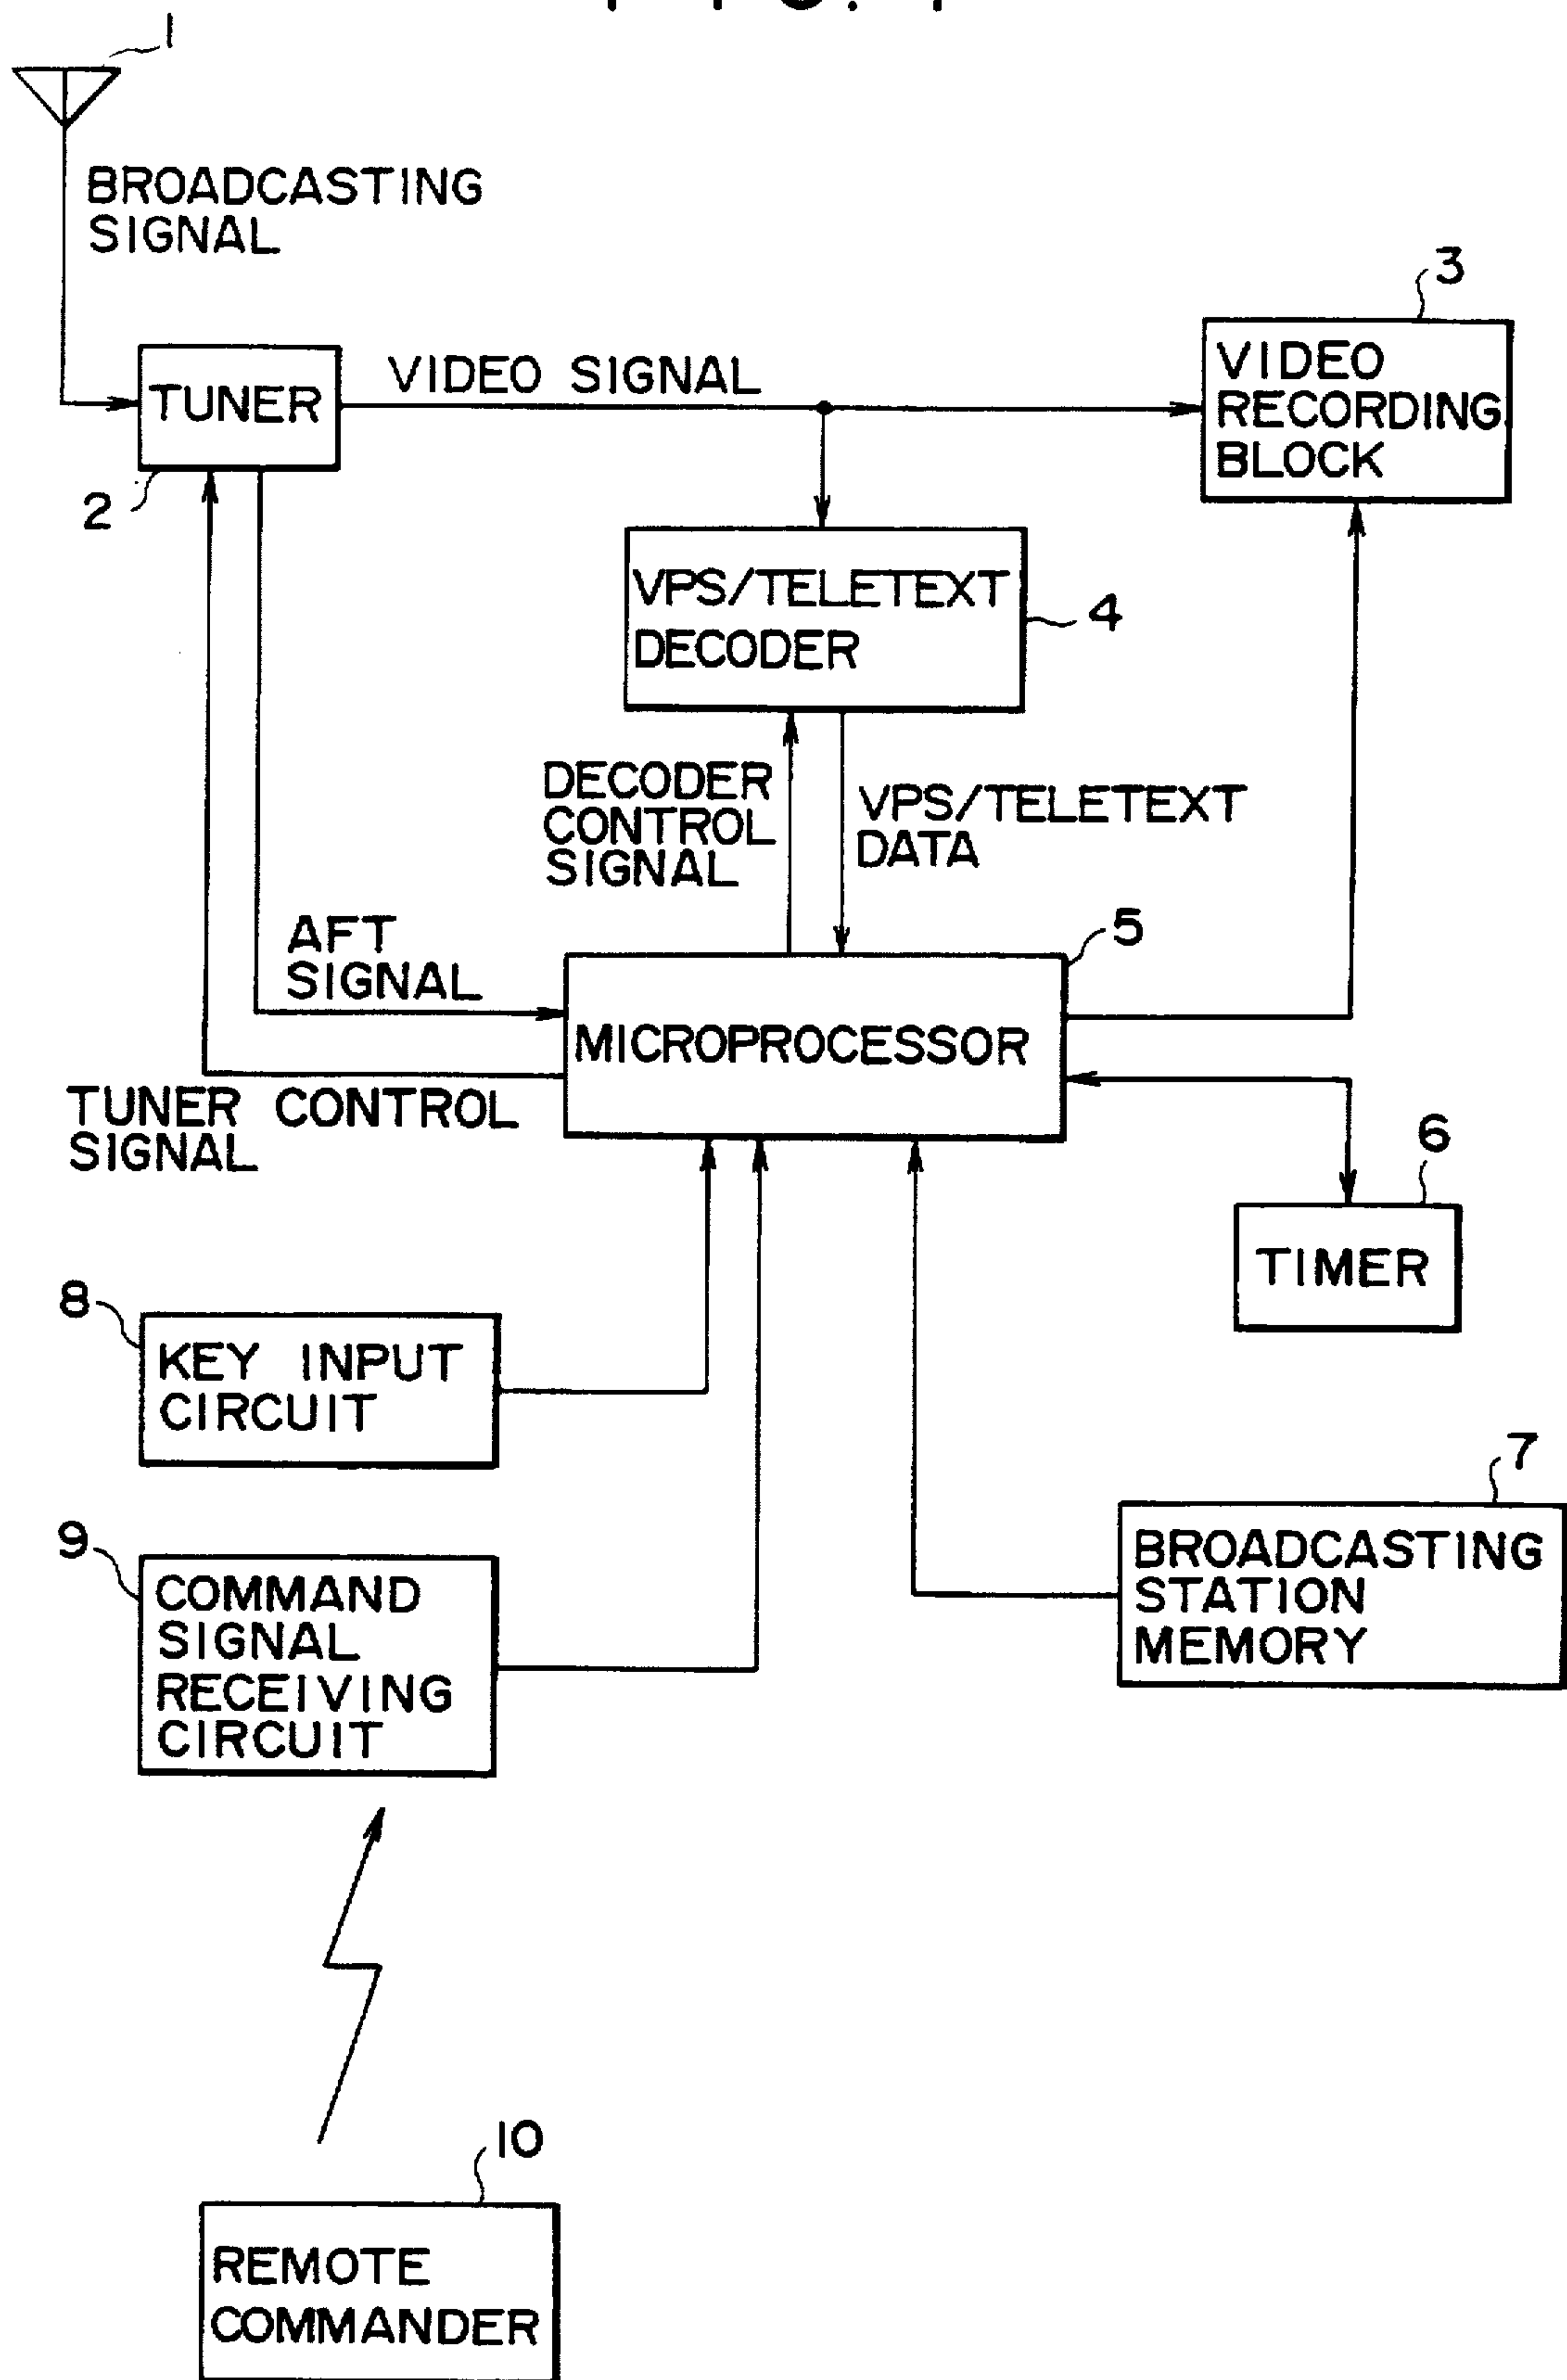 1
BROADCASTING
SIGNAL
3
TUNER
VIDEO SIGNAL
VIDEO
RECORDING
BLOCK
2
VPS/TELETEXT
DECODER
4
DECODER
CONTROL
SIGNAL
VPS/TELETEXT
DATA
AFT
SIGNAL
5
MICROPROCESSOR
TUNER CONTROL
SIGNAL
6
TIMER
8
KEY INPUT
CIRCUIT
7
BROADCASTING
STATION
MEMORY
9
COMMAND
SIGNAL
RECEIVING
CIRCUIT
10
REMOTE
COMMANDER